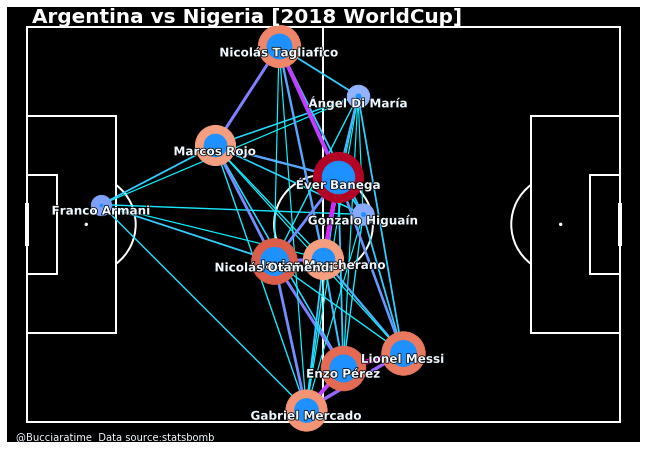 Argentina vs Nigeria [2018 WorldCup]
Nicolás Tagliafico
Ángel Di María
Marcos Rojo
Éver Banega
Franco Armani
Gonzalo Higuaín
Nicolás Otamendi
Mascherano
Lionel Messi
Enzo Pérez
Gabriel Mercado
@Bucciaratime Data source:statsbomb